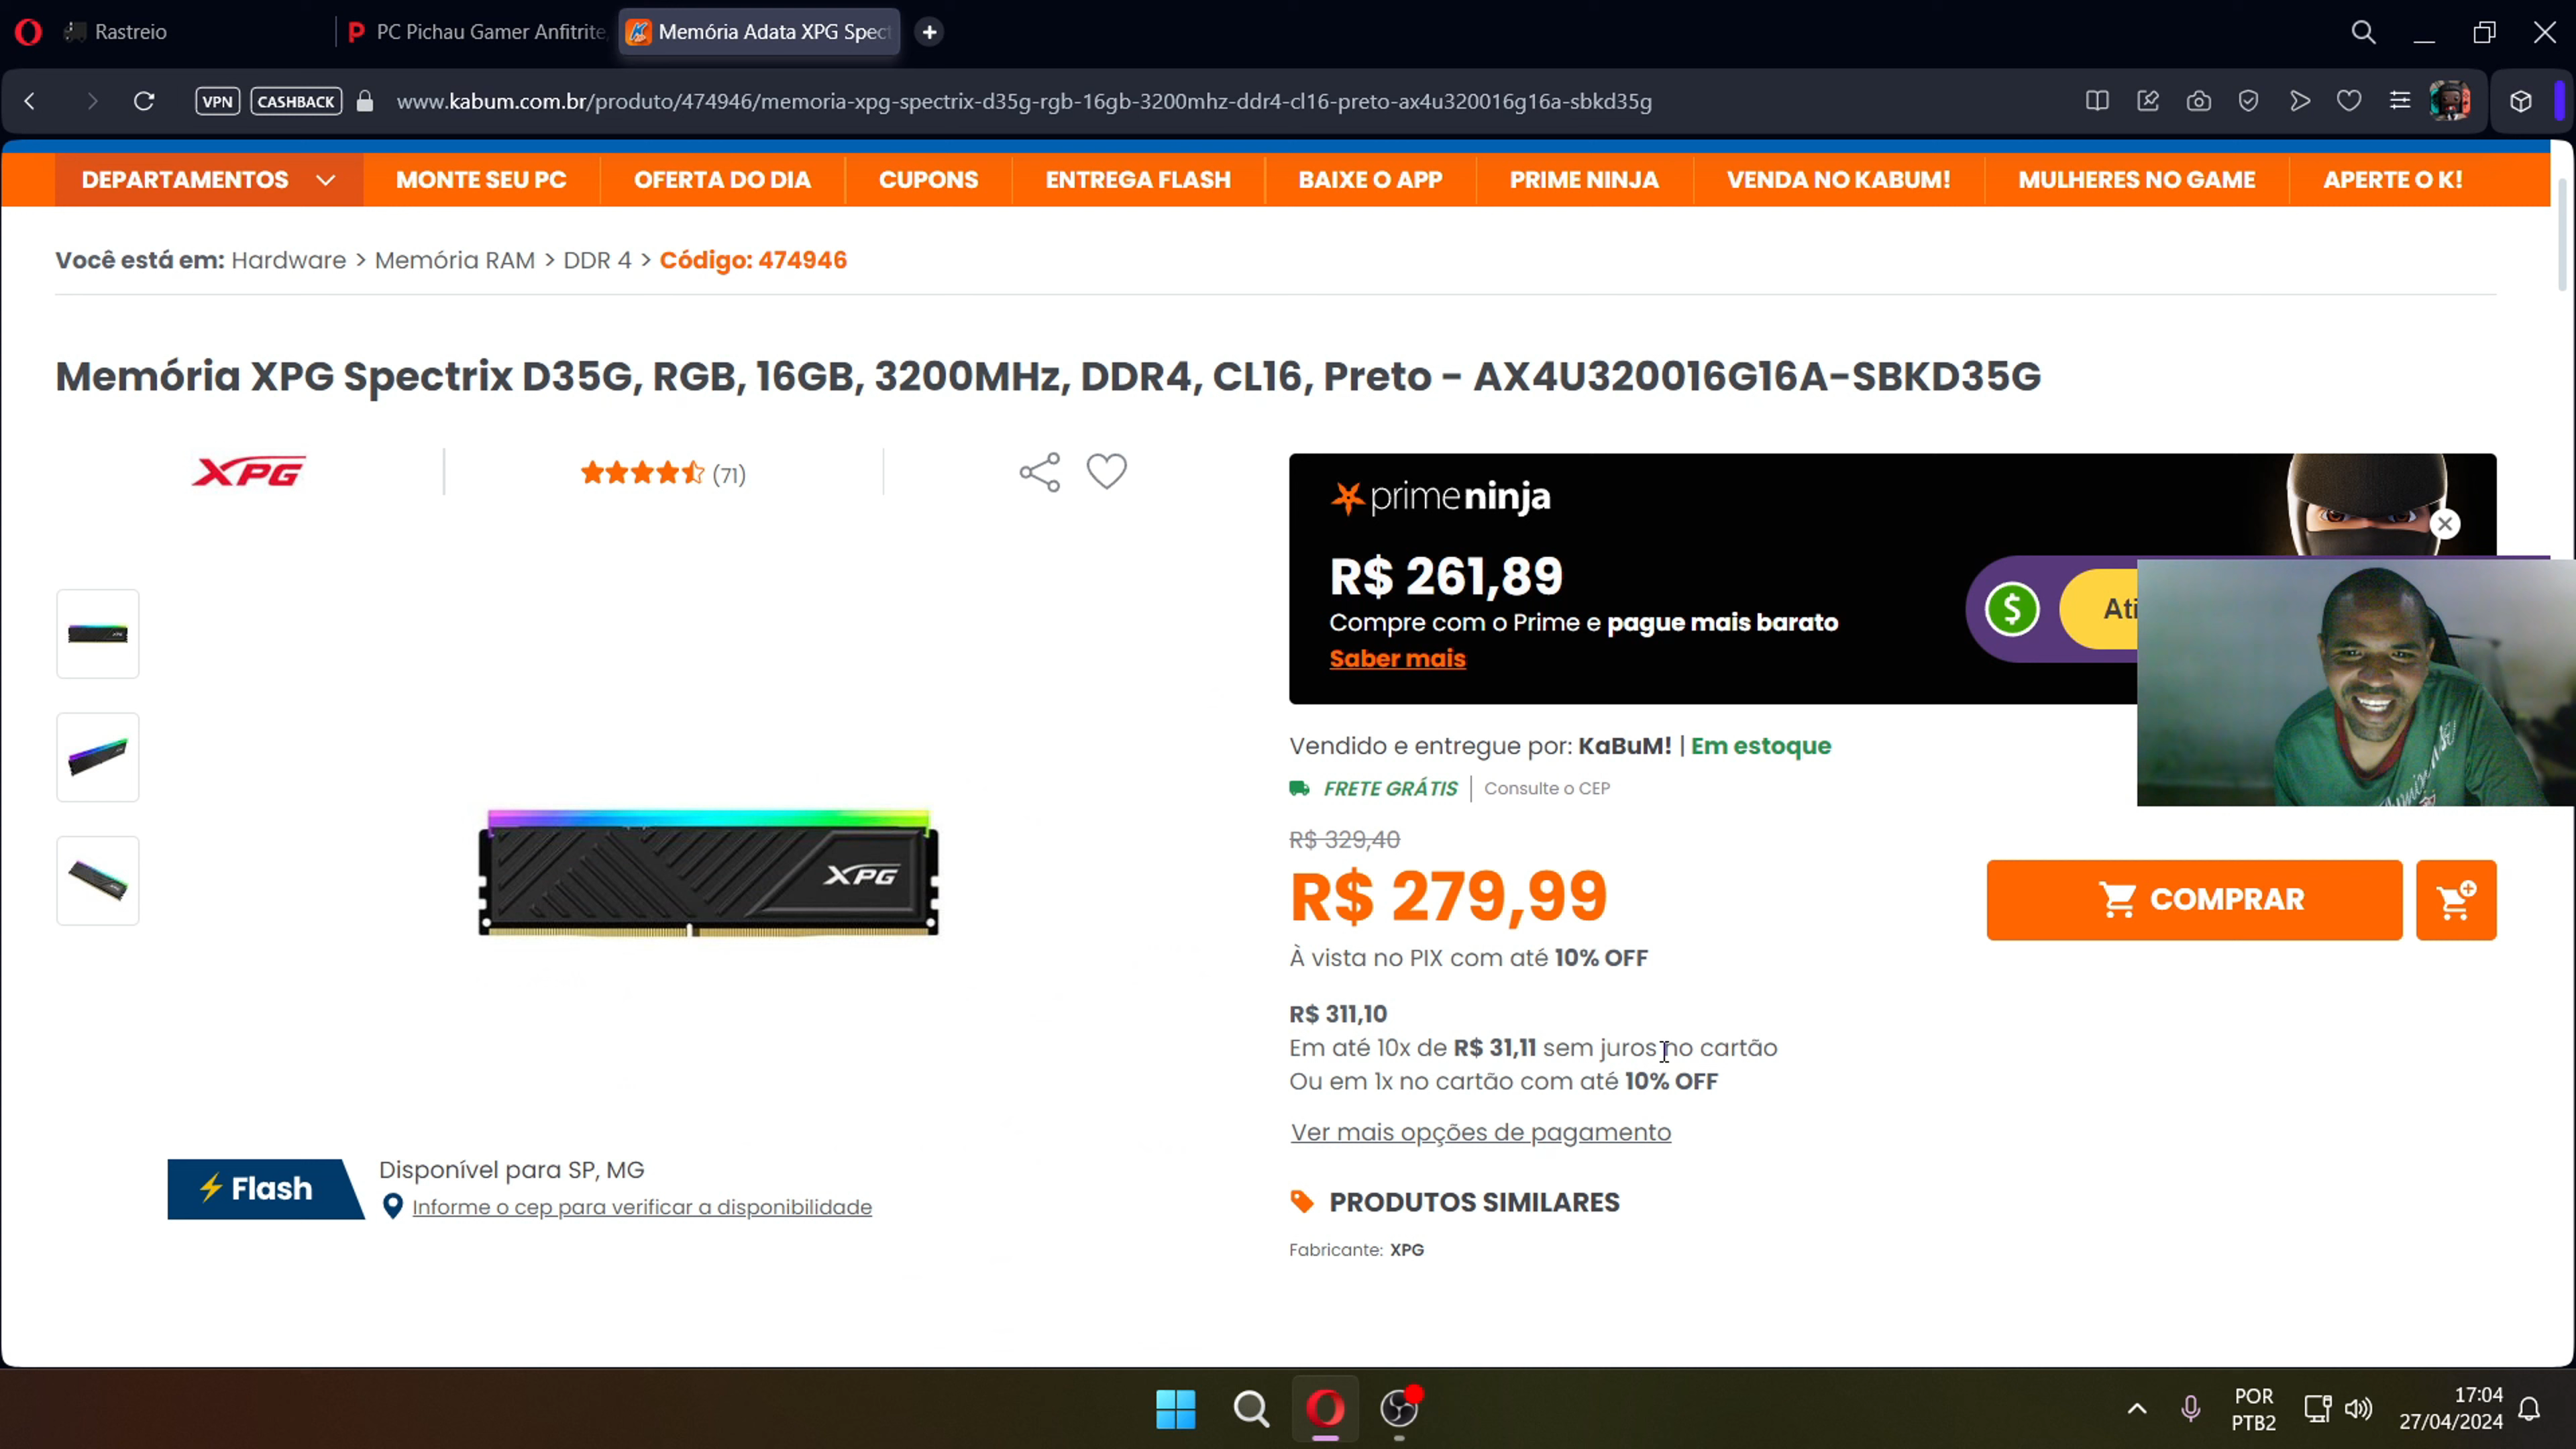 Rastreio
PC Pichau Gamer Anfitrite,
Memória Adata XPG Spect
VPN
CASHBACK
www.kabum.com.br/produto/474946/memoria-xpg-spectrix-d35g-rgb-16gb-3200mhz-ddr4-cl16-preto-ax4u320016g16a-sbkd35g
DEPARTAMENTOS
MONTE SEU PC
OFERTA DO DIA
CUPONS
ENTREGA FLASH
BAIXE O APP
PRIME NINJA
VENDA NO KABUM!
MULHERES NO GAME
APERTE O K!
Você está em: Hardware > Memória RAM > DDR 4 > Código: 474946
Memória XPG Spectrix D35G, RGB, 16GB, 3200MHz, DDR4, CL16, Preto - AX4U320016G16A-SBKD35G
XPG
(71)
primeninja
R$ 261,89
Compre com o Prime e pague mais barato
Saber mais
Ati
Vendido e entregue por: KaBuM! | Em estoque
FRETE GRÁTIS | Consulte o CEP
R$ 329,40
R$ 279,99
À vista no PIX com até 10% OFF
COMPRAR
XPG
R$ 311,10
Em até 10x de R$ 31,11 sem juros no cartão
Ou em 1x no cartão com até 10% OFF
Ver mais opções de pagamento
Flash
Disponível para SP, MG
Informe o cep para verificar a disponibilidade
PRODUTOS SIMILARES
Fabricante: XPG
POR
PTB2
17:04
27/04/2024